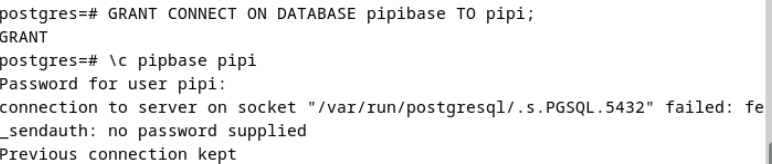 postgres=# GRANT CONNECT ON DATABASE pipibase TO pipi;
GRANT
postgres=# \c pipbase pipi
Password for user pipi:
connection to server on socket "/var/run/postgresql/.s.PGSQL.5432" failed: fe
_sendauth: no password supplied
Previous connection kept